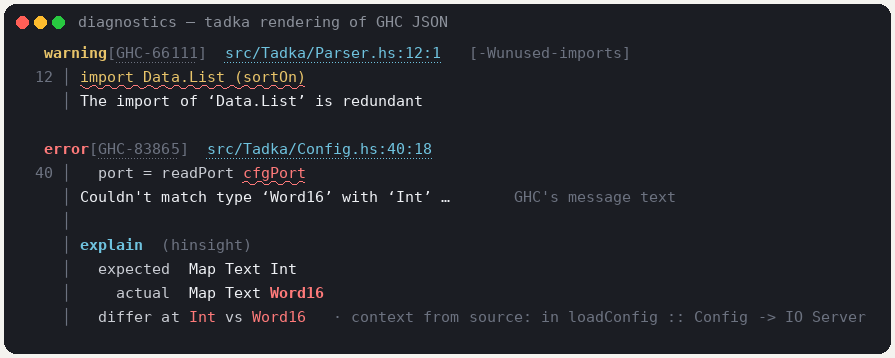 diagnostics — tadka rendering of GHC JSON
warning[GHC-66111]  src/Tadka/Parser.hs:12:1   [-Wunused-imports]
12 │ import Data.List (sortOn)
│ The import of ‘Data.List’ is redundant
error[GHC-83865]  src/Tadka/Config.hs:40:18
40 │   port = readPort cfgPort
│ Couldn't match type ‘Word16’ with ‘Int’ …       GHC's message text
│
│ explain  (hinsight)
│   expected  Map Text Int
│     actual  Map Text Word16
│   differ at Int vs Word16   · context from source: in loadConfig :: Config -> IO Server